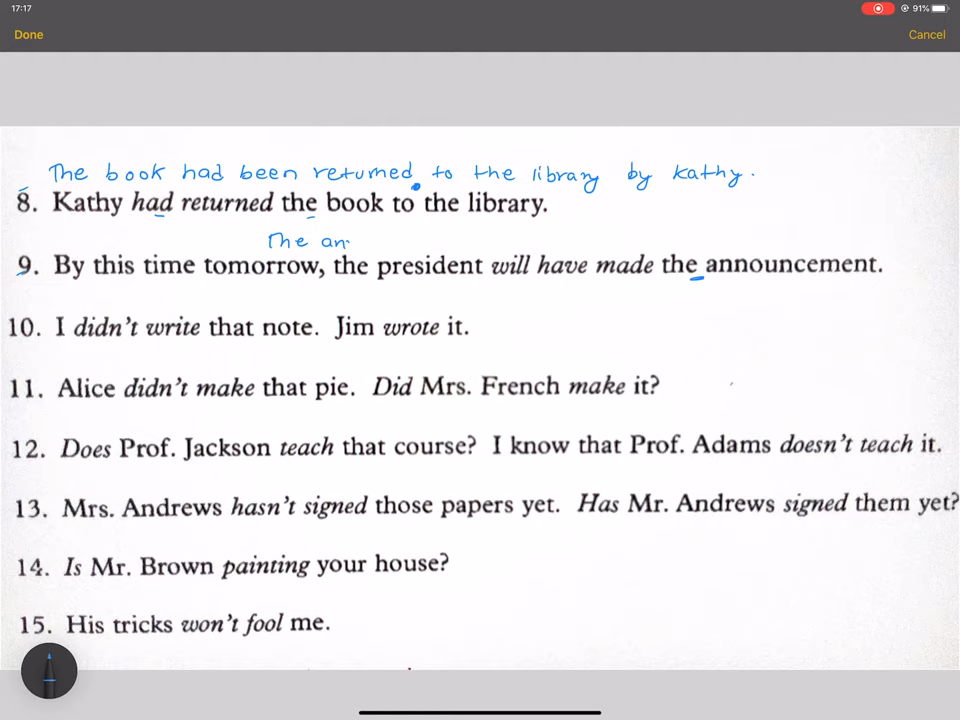 17:17
91%
Done
Cancel
The book had been returned to the library by Kathy.
8. Kathy had returned the book to the library.
The an
9. By this time tomorrow, the president will have made the announcement.
10. I didn't write that note. Jim wrote it.
11. Alice didn't make that pie. Did Mrs. French make it?
12. Does Prof. Jackson teach that course? I know that Prof. Adams doesn't teach it.
13. Mrs. Andrews hasn't signed those papers yet. Has Mr. Andrews signed them yet?
14. Is Mr. Brown painting your house?
15. His tricks won't fool me.